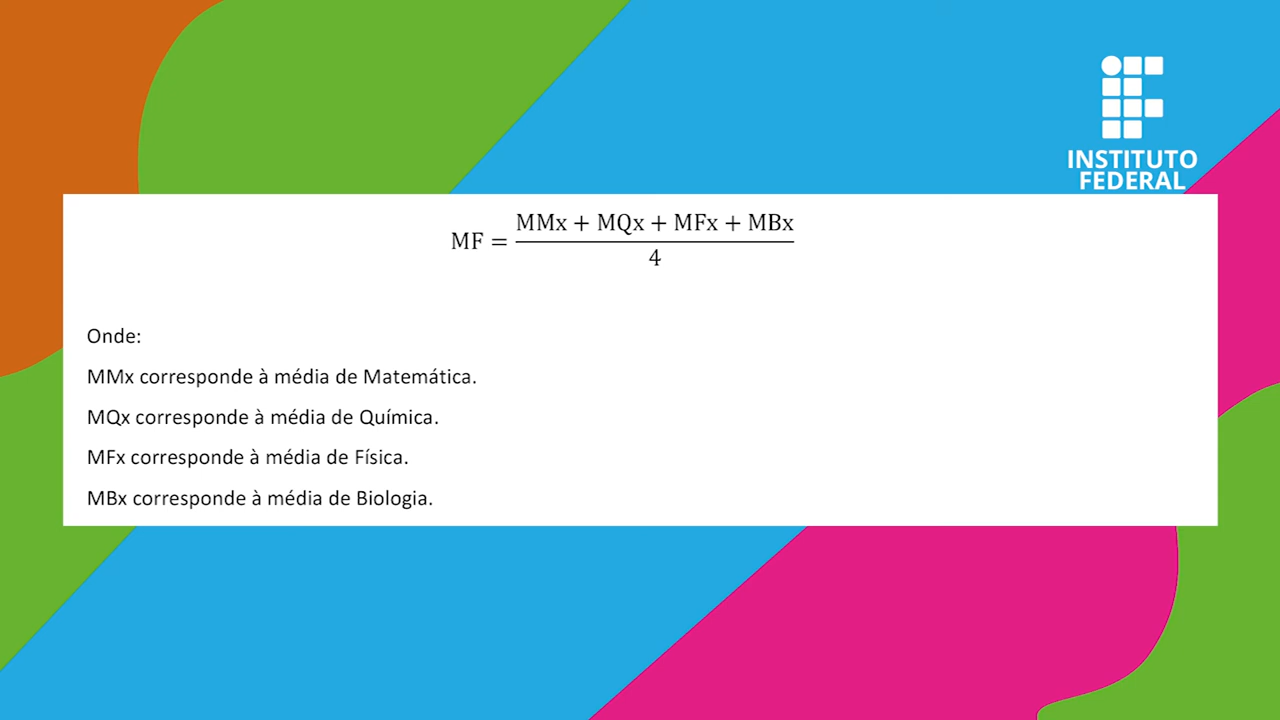 INSTITUTO
FEDERAL
MF = (MMx + MQx + MFx + MBx) / 4
Onde:
MMx corresponde à média de Matemática.
MQx corresponde à média de Química.
MFx corresponde à média de Física.
MBx corresponde à média de Biologia.